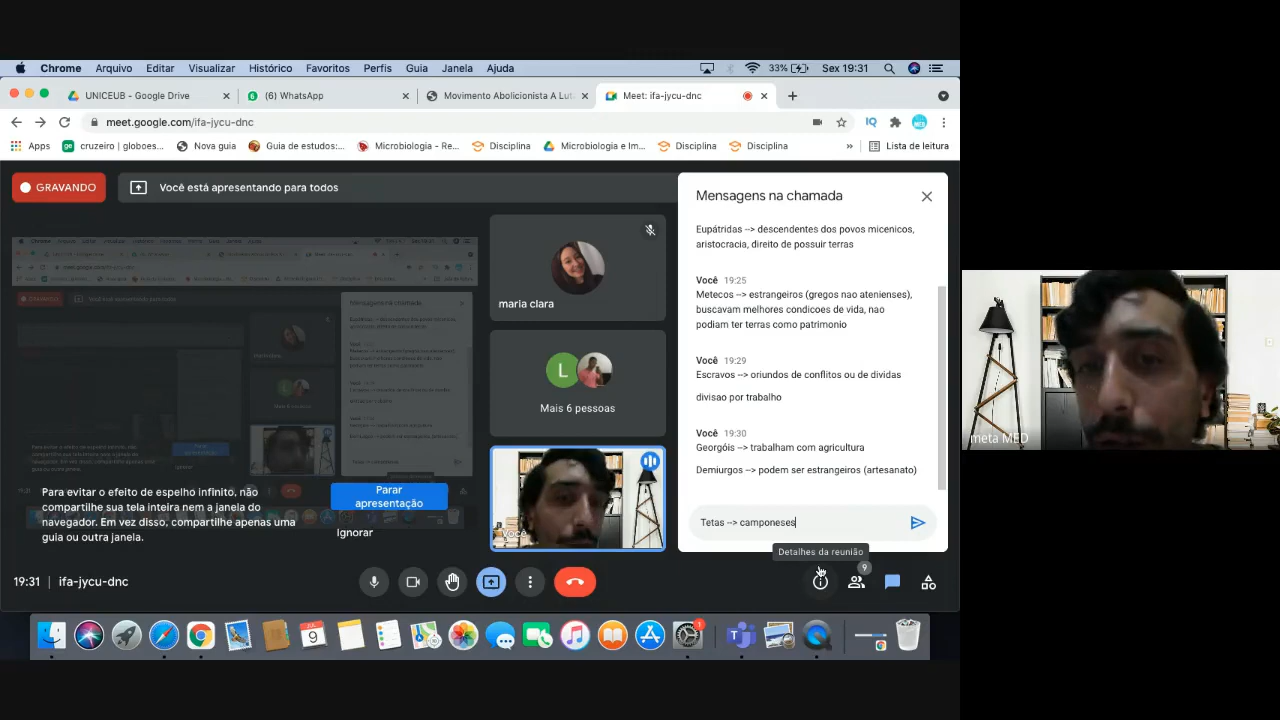 Chrome Arquivo Editar Visualizar Histórico Favoritos Perfis Guia Janela Ajuda 33% Sex 19:31
UNICEUB - Google Drive
(6) WhatsApp
Movimento Abolicionista A Lut
Meet: ifa-jycu-dnc
meet.google.com/ifa-jycu-dnc
Apps
cruzeiro | globoes...
Nova guia
Guia de estudos:...
Microbiologia - Re...
Disciplina
Microbiologia e Im...
Disciplina
Disciplina
Lista de leitura
GRAVANDO
Você está apresentando para todos
Para evitar o efeito de espelho infinito, não
compartilhe sua tela inteira nem a janela do
navegador. Em vez disso, compartilhe apenas uma
guia ou outra janela.
Parar
apresentação
Ignorar
maria clara
L
Mais 6 pessoas
Você
Mensagens na chamada
Eupátridas --> descendentes dos povos micenicos,
aristocracia, direito de possuir terras
Você 19:25
Metecos --> estrangeiros (gregos nao atenienses),
buscavam melhores condicoes de vida, nao
podiam ter terras como patrimonio
Você 19:29
Escravos --> oriundos de conflitos ou de dividas
divisao por trabalho
Você 19:30
Georgóis --> trabalham com agricultura
Demiurgos --> podem ser estrangeiros (artesanato)
Tetas --> camponeses
Detalhes da reunião
19:31 | ifa-jycu-dnc
9
meta MED